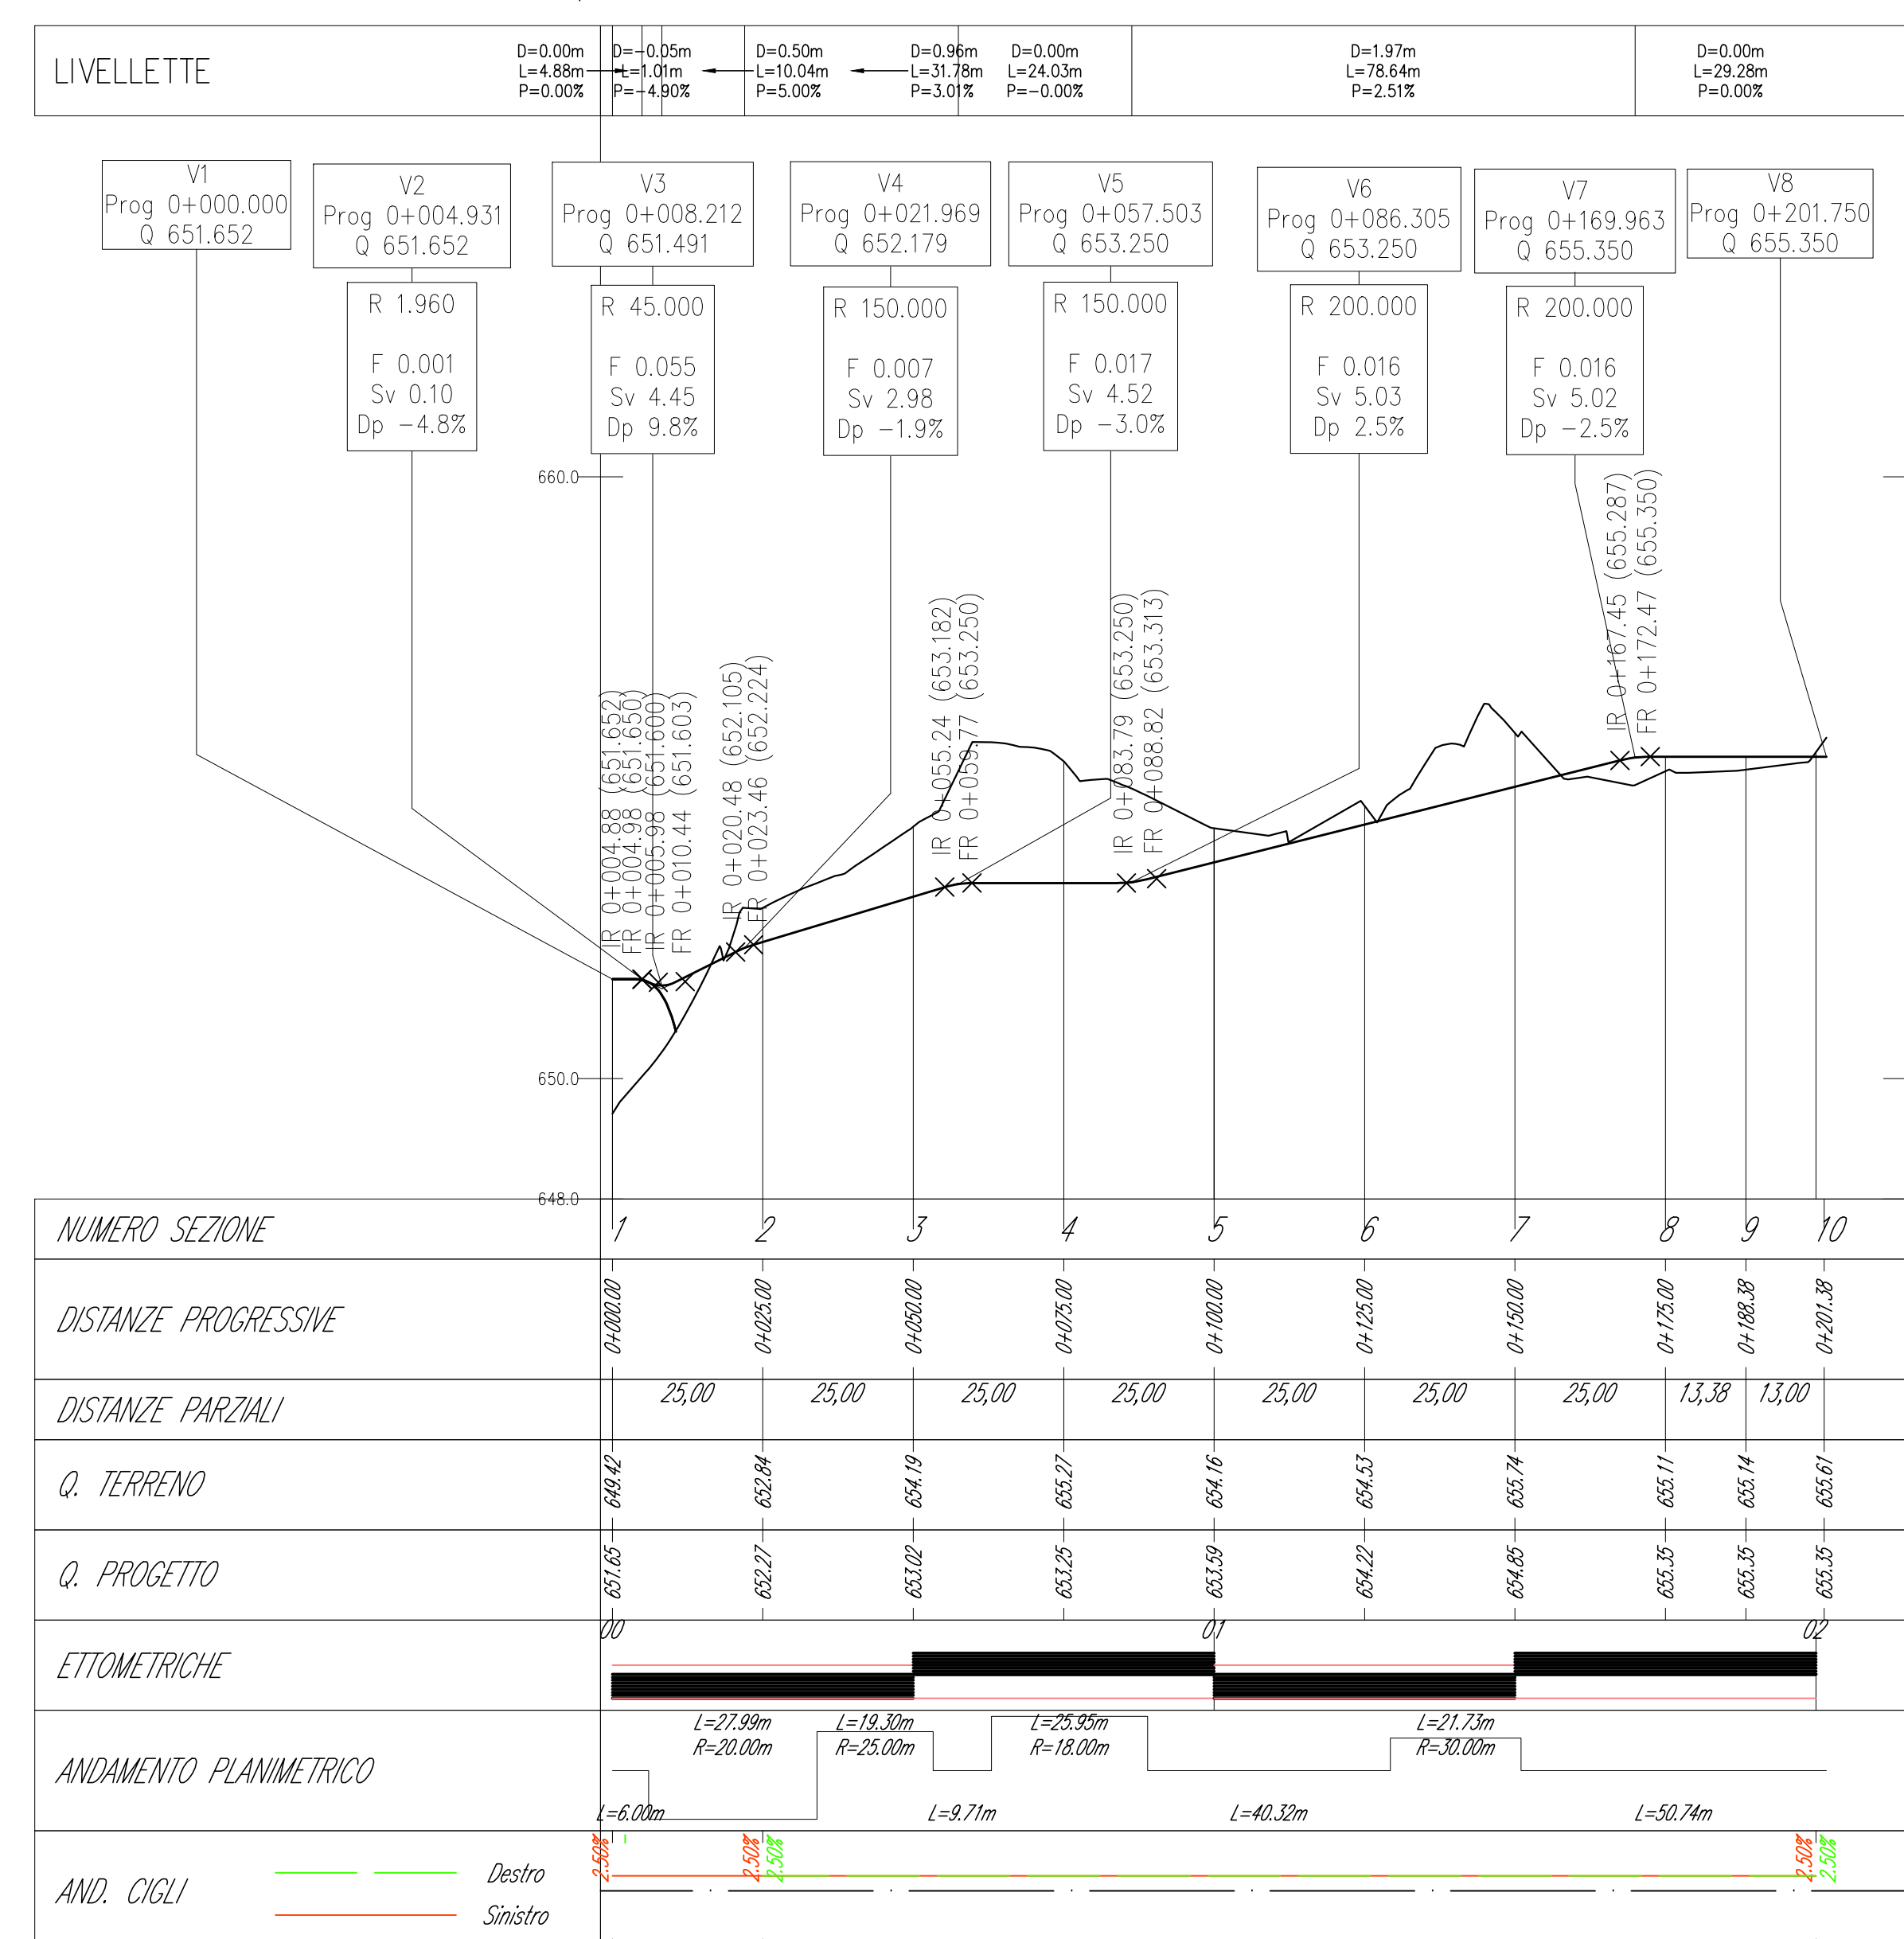 LIVELLETTE
D=0.00m
L=4.88m
P=0.00%
D=-0.05m
L=1.01m
P=-4.90%
D=0.50m
L=10.04m
P=5.00%
D=0.96m
L=31.78m
P=3.01%
D=0.00m
L=24.03m
P=-0.00%
D=1.97m
L=78.64m
P=2.51%
D=0.00m
L=29.28m
P=0.00%
V1
Prog 0+000.000
Q 651.652
V2
Prog 0+004.931
Q 651.652
R 1.960
F 0.001
Sv 0.10
Dp -4.8%
V3
Prog 0+008.212
Q 651.491
R 45.000
F 0.055
Sv 4.45
Dp 9.8%
V4
Prog 0+021.969
Q 652.179
R 150.000
F 0.007
Sv 2.98
Dp -1.9%
V5
Prog 0+057.503
Q 653.250
R 150.000
F 0.017
Sv 4.52
Dp -3.0%
V6
Prog 0+086.305
Q 653.250
R 200.000
F 0.016
Sv 5.03
Dp 2.5%
V7
Prog 0+169.963
Q 655.350
R 200.000
F 0.016
Sv 5.02
Dp -2.5%
V8
Prog 0+201.750
Q 655.350
660.0
650.0
648.0
IR 0+004.88 (651.652)
FR 0+004.98 (651.650)
IR 0+005.98 (651.600)
FR 0+010.44 (651.603)
IR 0+020.48 (652.105)
FR 0+023.46 (652.224)
IR 0+055.24 (653.182)
FR 0+059.77 (653.250)
IR 0+083.79 (653.250)
FR 0+088.82 (653.313)
IR 0+167.45 (655.287)
FR 0+172.47 (655.350)
NUMERO SEZIONE
1 2 3 4 5 6 7 8 9 10
DISTANZE PROGRESSIVE
0+000.00 0+025.00 0+050.00 0+075.00 0+100.00 0+125.00 0+150.00 0+175.00 0+188.38 0+201.38
DISTANZE PARZIALI
25,00 25,00 25,00 25,00 25,00 25,00 25,00 13,38 13,00
Q. TERRENO
649.42 652.84 654.19 655.27 654.16 654.53 655.74 655.11 655.14 655.61
Q. PROGETTO
651.65 652.27 653.02 653.25 653.59 654.22 654.85 655.35 655.35 655.35
ETTOMETRICHE
00 01 02
ANDAMENTO PLANIMETRICO
L=27.99m
R=20.00m
L=19.30m
R=25.00m
L=25.95m
R=18.00m
L=21.73m
R=30.00m
L=6.00m L=9.71m L=40.32m L=50.74m
AND. CIGLI
Destro
Sinistro
2.50% 2.50% 2.50% 2.50% 2.50%